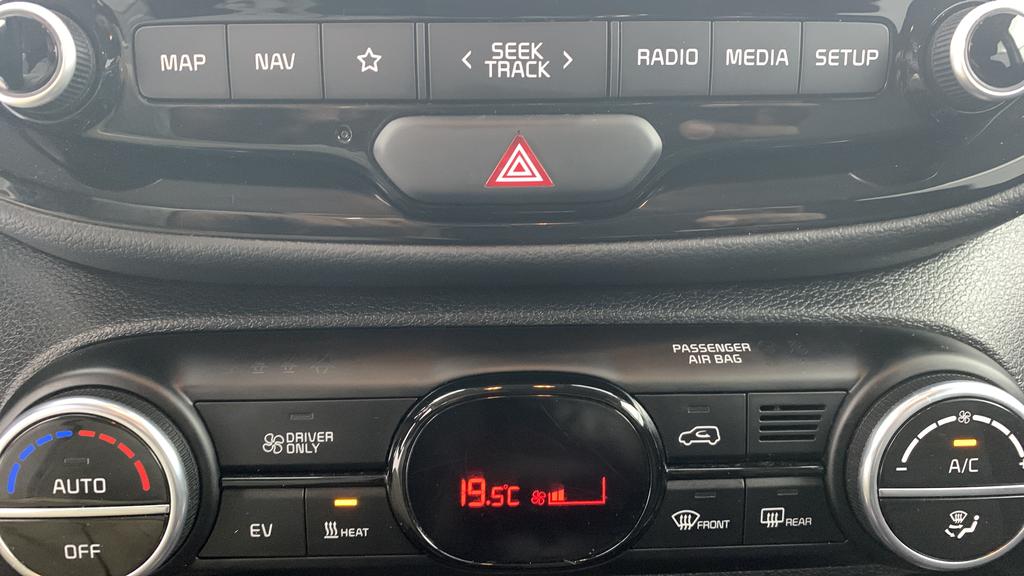 MAP
NAV
SEEK
TRACK
RADIO
MEDIA
SETUP
PASSENGER
AIR BAG
AUTO
OFF
DRIVER
ONLY
EV
HEAT
19.5°C
FRONT
REAR
A/C